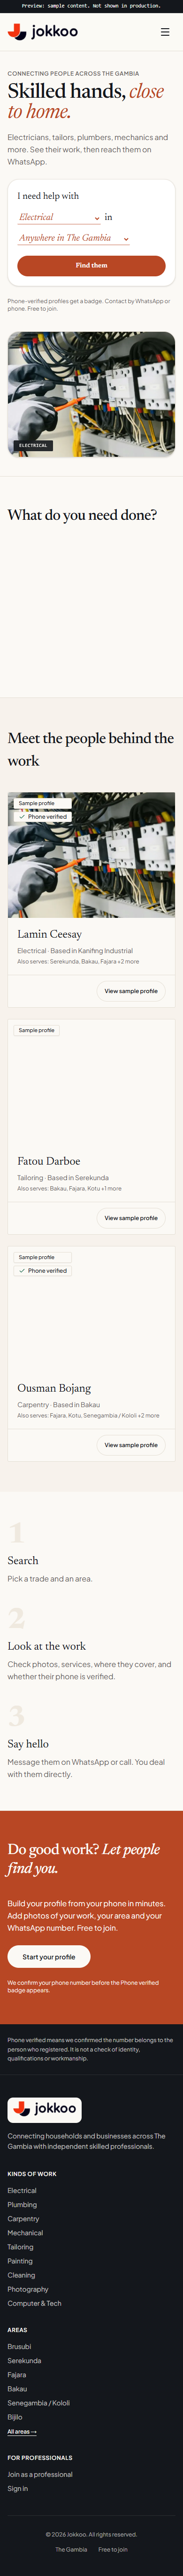 Preview: sample content. Not shown in production.
jokkoo
CONNECTING PEOPLE ACROSS THE GAMBIA
Skilled hands, close
to home.
Electricians, tailors, plumbers, mechanics and
more. See their work, then reach them on
WhatsApp.
I need help with
Electrical in
Anywhere in The Gambia
Find them
Phone-verified profiles get a badge. Contact by WhatsApp or
phone. Free to join.
ELECTRICAL
What do you need done?
Meet the people behind the
work
Sample profile
Phone verified
Lamin Ceesay
Electrical · Based in Kanifing Industrial
Also serves: Serekunda, Bakau, Fajara +2 more
View sample profile
Sample profile
Fatou Darboe
Tailoring · Based in Serekunda
Also serves: Bakau, Fajara, Kotu +1 more
View sample profile
Sample profile
Phone verified
Ousman Bojang
Carpentry · Based in Bakau
Also serves: Fajara, Kotu, Senegambia / Kololi +2 more
View sample profile
1
Search
Pick a trade and an area.
2
Look at the work
Check photos, services, where they cover, and
whether their phone is verified.
3
Say hello
Message them on WhatsApp or call. You deal
with them directly.
Do good work? Let people
find you.
Build your profile from your phone in minutes.
Add photos of your work, your area and your
WhatsApp number. Free to join.
Start your profile
We confirm your phone number before the Phone verified
badge appears.
Phone verified means we confirmed the number belongs to the
person who registered. It is not a check of identity,
qualifications or workmanship.
jokkoo
Connecting households and businesses across The
Gambia with independent skilled professionals.
KINDS OF WORK
Electrical
Plumbing
Carpentry
Mechanical
Tailoring
Painting
Cleaning
Photography
Computer & Tech
AREAS
Brusubi
Serekunda
Fajara
Bakau
Senegambia / Kololi
Bijilo
All areas →
FOR PROFESSIONALS
Join as a professional
Sign in
© 2026 Jokkoo. All rights reserved.
The Gambia Free to join